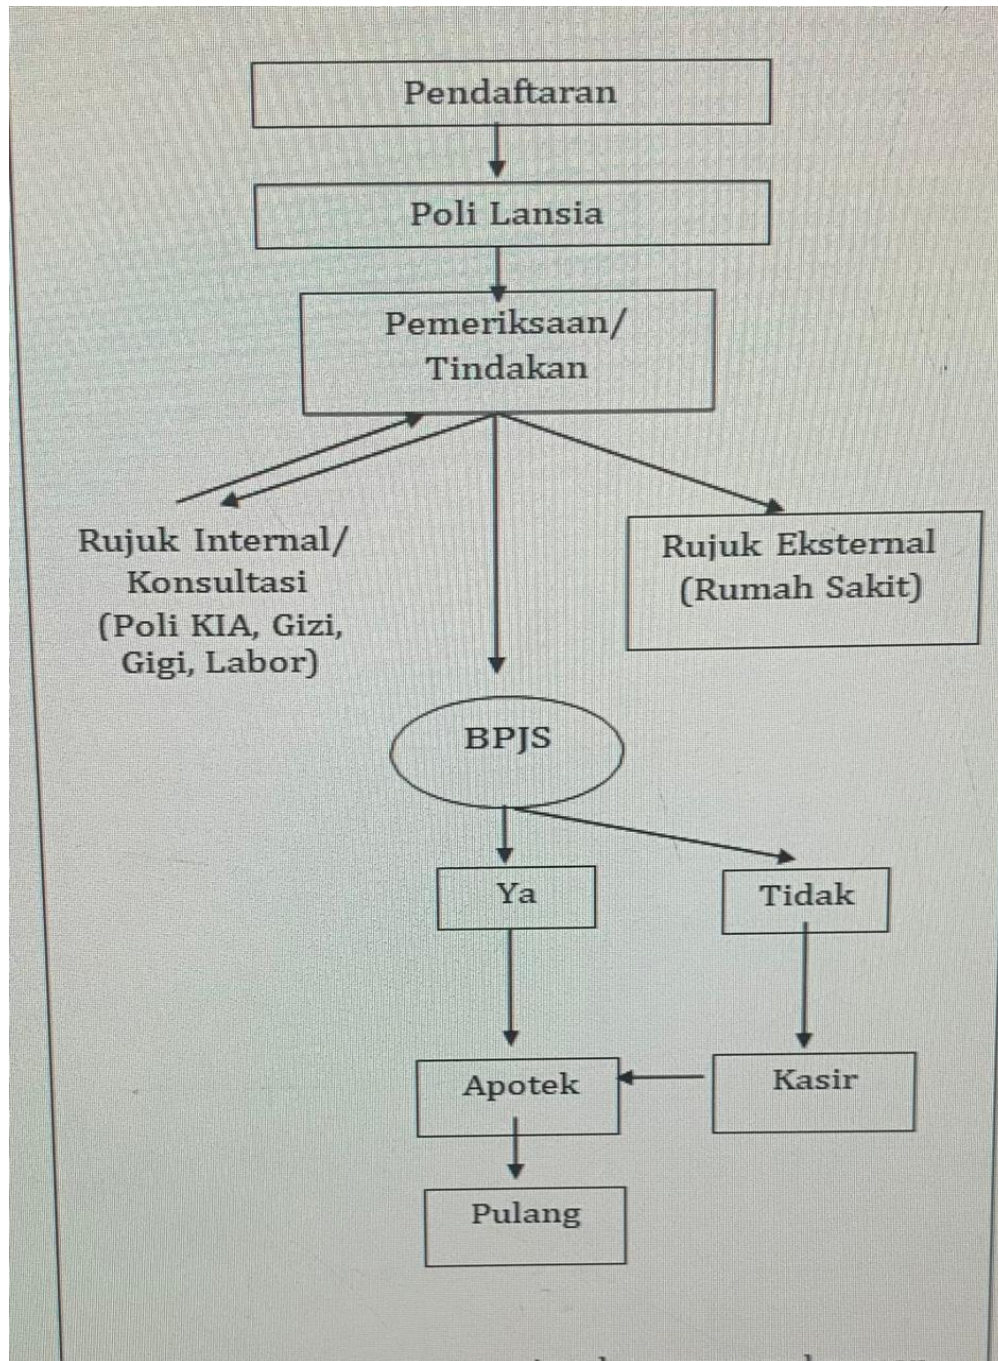 Pendaftaran
Poli Lansia
Pemeriksaan/
Tindakan
Rujuk Internal/
Konsultasi
(Poli KIA, Gizi,
Gigi, Labor)
Rujuk Eksternal
(Rumah Sakit)
BPJS
Ya
Tidak
Apotek
Kasir
Pulang